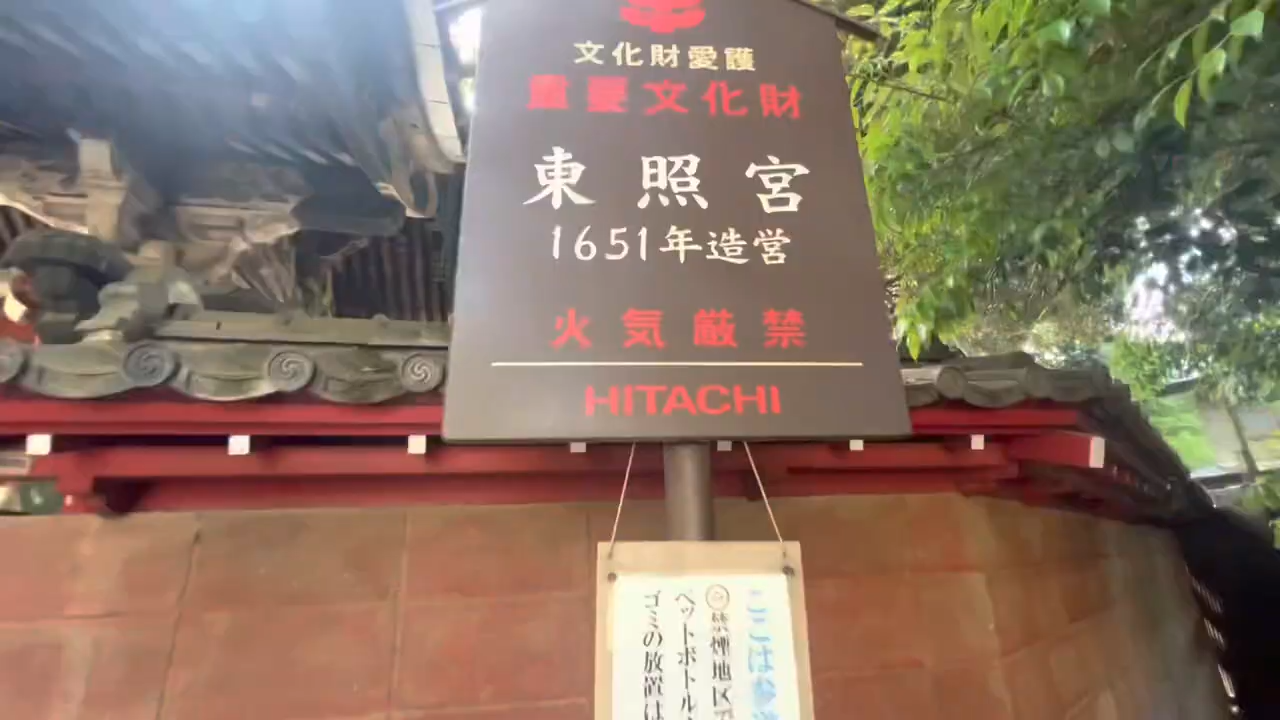 文化財愛護
重要文化財
東照宮
1651年造営
火気厳禁
HITACHI
ここは
禁煙地区
ペットボトル
ゴミの放置は